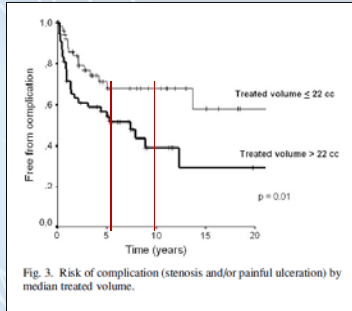 1.0
.8
.6
.4
.2
0.0
Free from complication
Treated volume ≤ 22 cc
Treated volume > 22 cc
p = 0.01
0 5 10 15 20
Time (years)
Fig. 3. Risk of complication (stenosis and/or painful ulceration) by
median treated volume.